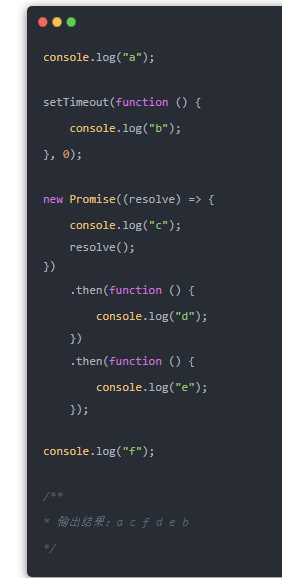 console.log("a");
setTimeout(function () {
console.log("b");
}, 0);
new Promise((resolve) => {
console.log("c");
resolve();
})
.then(function () {
console.log("d");
})
.then(function () {
console.log("e");
});
console.log("f");
/**
* 输出结果：a c f d e b
*/